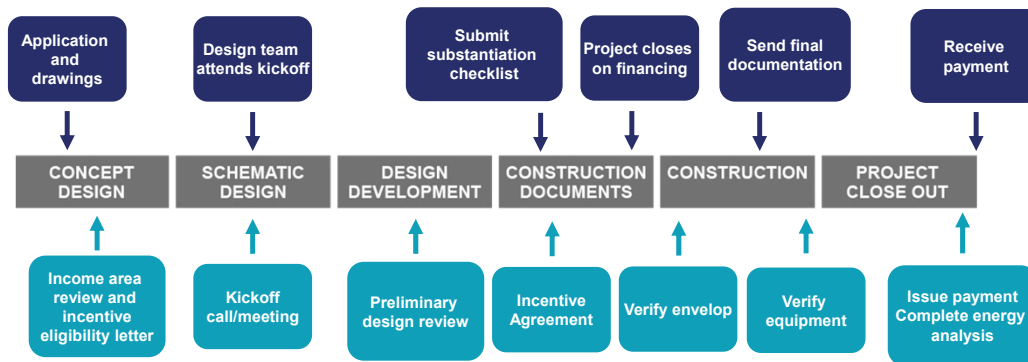 Application
and
drawings
Design team
attends kickoff
Submit
substantiation
checklist
Project closes
on financing
Send final
documentation
Receive
payment
CONCEPT
DESIGN
SCHEMATIC
DESIGN
DESIGN
DEVELOPMENT
CONSTRUCTION
DOCUMENTS
CONSTRUCTION
PROJECT
CLOSE OUT
Income area
review and
incentive
eligibility letter
Kickoff
call/meeting
Preliminary
design review
Incentive
Agreement
Verify envelop
Verify
equipment
Issue payment
Complete energy
analysis